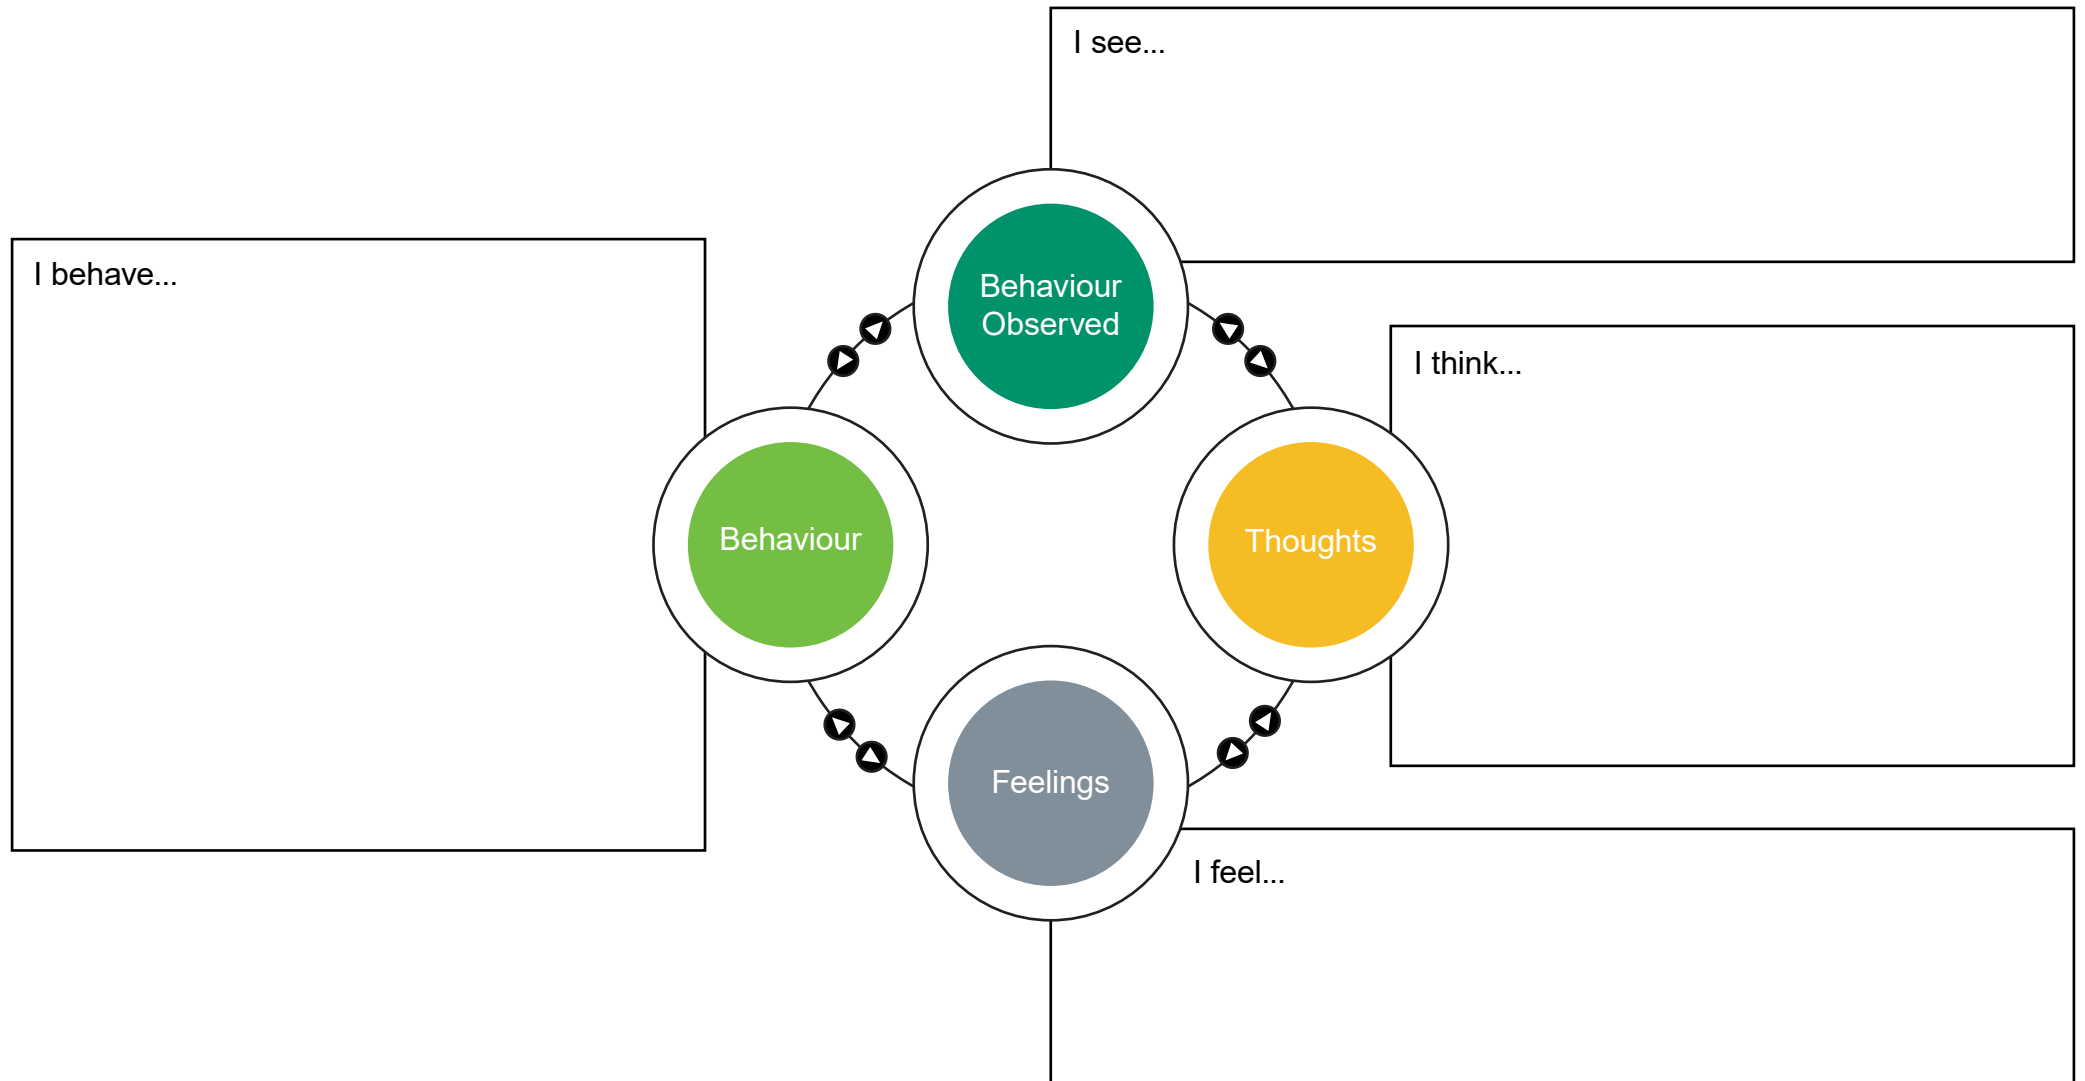 I see...
I behave...
Behaviour
Observed
I think...
Behaviour
Thoughts
Feelings
I feel...